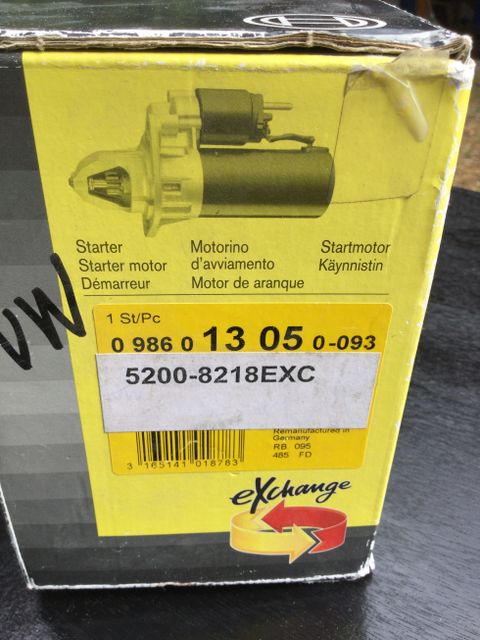 Starter Motorino Startmotor
Starter motor d'avviamento Käynnistin
Démarreur Motor de aranque
VW
1 St/Pc
0 986 0 13 05 0-093
5200-8218EXC
Remanufactured in
Germany
RB 095
485 FD
3 165141 018783
eXchange